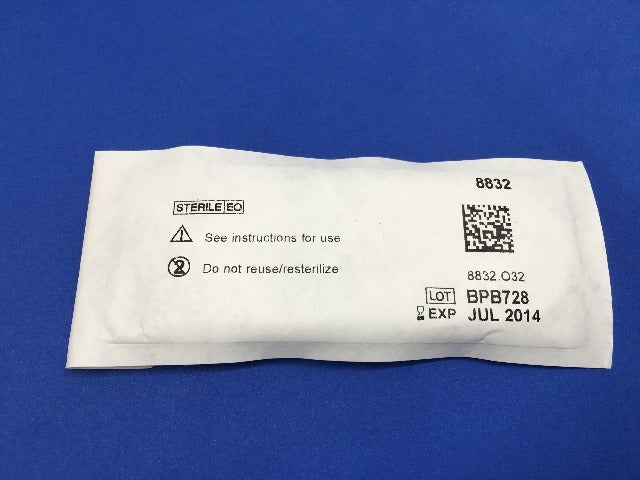 8832
STERILE EO
See instructions for use
Do not reuse/resterilize
8832.O32
LOT BPB728
EXP JUL 2014